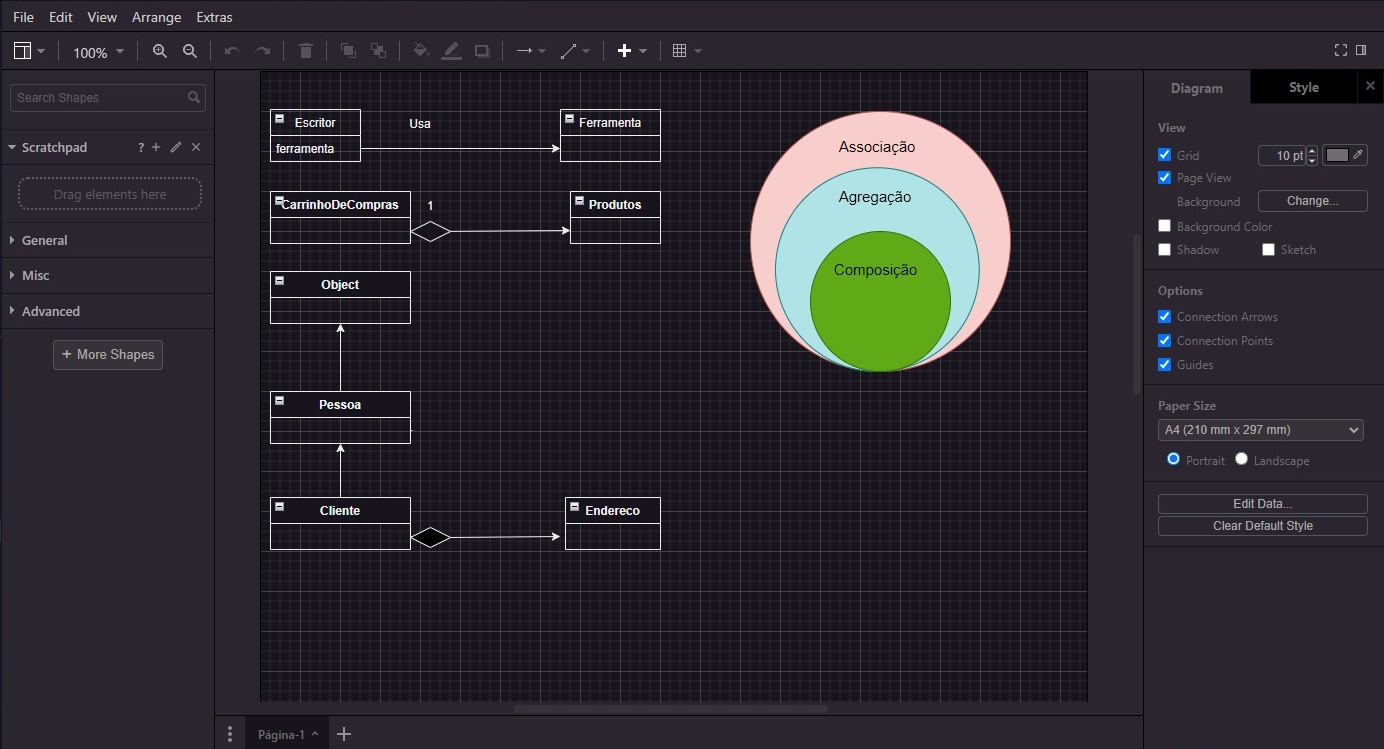 File Edit View Arrange Extras
100%
Search Shapes
Scratchpad ?
Drag elements here
General
Misc
Advanced
+ More Shapes
Escritor
ferramenta
Usa
Ferramenta
CarrinhoDeCompras
1
Produtos
Object
Pessoa
Cliente
Endereco
Associação
Agregação
Composição
Página-1
Diagram Style
View
Grid 10 pt
Page View
Background Change...
Background Color
Shadow Sketch
Options
Connection Arrows
Connection Points
Guides
Paper Size
A4 (210 mm x 297 mm)
Portrait Landscape
Edit Data...
Clear Default Style